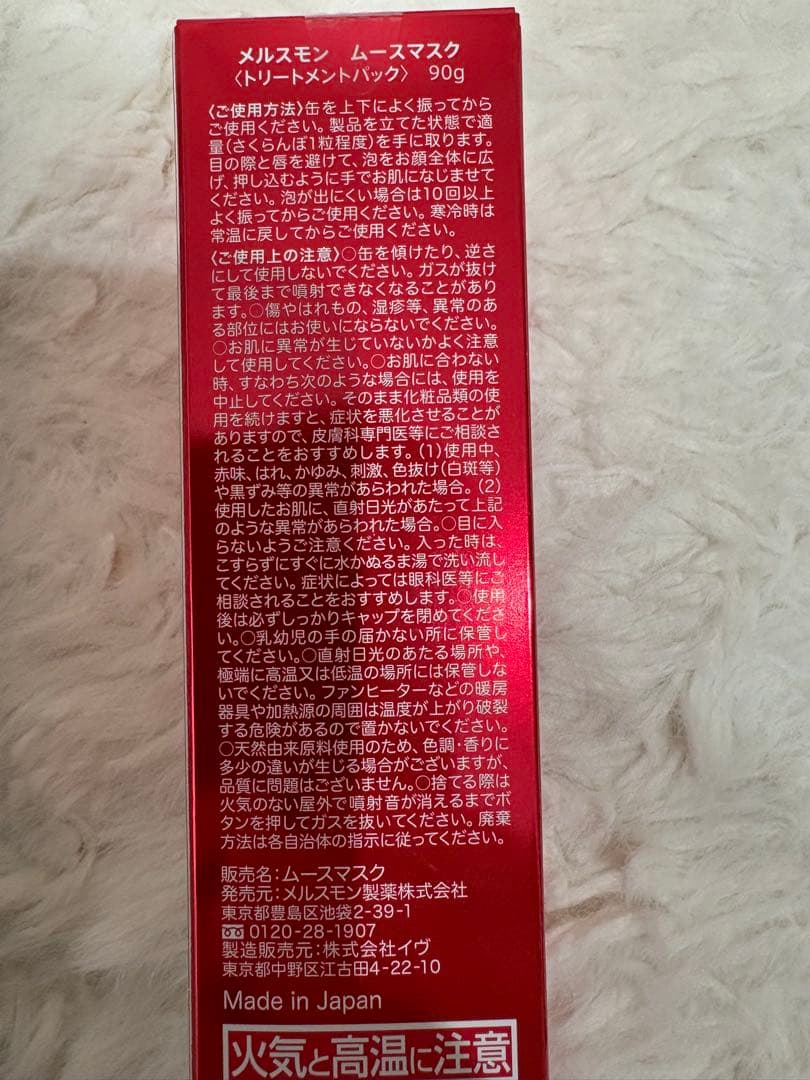 メルスモン　ムースマスク
〈トリートメントパック〉 90g
〈ご使用方法〉缶を上下によく振ってから
ご使用ください。製品を立てた状態で適
量(さくらんぼ1粒程度)を手に取ります。
目の際と唇を避けて、泡をお顔全体に広
げ、押し込むように手でお肌になじませて
ください。泡が出にくい場合は10回以上
よく振ってからご使用ください。寒冷時は
常温に戻してからご使用ください。
〈ご使用上の注意〉○缶を傾けたり、逆さ
にして使用しないでください。ガスが抜け
て最後まで噴射できなくなることがあり
ます。○傷やはれもの、湿疹等、異常のあ
る部位にはお使いにならないでください。
○お肌に異常が生じていないかよく注意
して使用してください。○お肌に合わない
時、すなわち次のような場合には、使用を
中止してください。そのまま化粧品類の使
用を続けますと、症状を悪化させることが
ありますので、皮膚科専門医等にご相談さ
れることをおすすめします。(1)使用中、
赤味、はれ、かゆみ、刺激、色抜け(白斑等)
や黒ずみ等の異常があらわれた場合。(2)
使用したお肌に、直射日光があたって上記
のような異常があらわれた場合。○目に入
らないようご注意ください。入った時は、
こすらずにすぐに水かぬるま湯で洗い流し
てください。症状によっては眼科医等にご
相談されることをおすすめします。○使用
後は必ずしっかりキャップを閉めてくださ
い。○乳幼児の手の届かない所に保管し
てください。○直射日光のあたる場所や、
極端に高温又は低温の場所には保管しな
いでください。ファンヒーターなどの暖房
器具や加熱源の周囲は温度が上がり破裂
する危険があるので置かないでください。
○天然由来原料使用のため、色調・香りに
多少の違いが生じる場合がございますが、
品質に問題はございません。○捨てる際は
火気のない屋外で噴射音が消えるまでボ
タンを押してガスを抜いてください。廃棄
方法は各自治体の指示に従ってください。
販売名：ムースマスク
発売元：メルスモン製薬株式会社
東京都豊島区池袋2-39-1
0120-28-1907
製造販売元：株式会社イヴ
東京都中野区江古田4-22-10
Made in Japan
火気と高温に注意